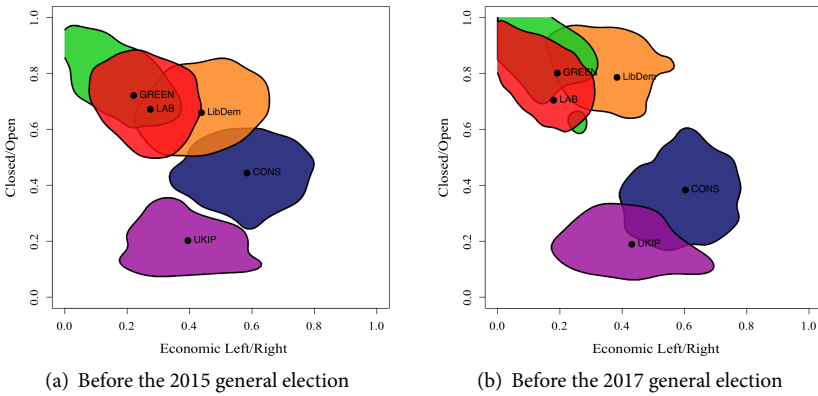 1.0
0.8
0.6
0.4
0.2
0.0
Closed/Open
GREEN
LAB
LibDem
CONS
UKIP
0.0 0.2 0.4 0.6 0.8 1.0
Economic Left/Right
(a) Before the 2015 general election
1.0
0.8
0.6
0.4
0.2
0.0
Closed/Open
GREEN
LibDem
LAB
CONS
UKIP
0.0 0.2 0.4 0.6 0.8 1.0
Economic Left/Right
(b) Before the 2017 general election